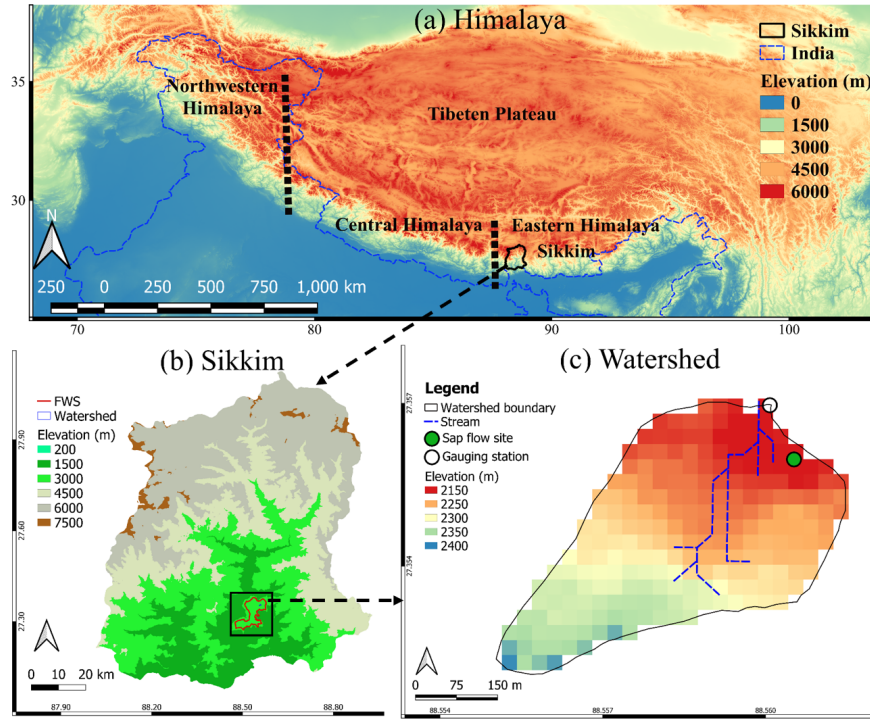 (a) Himalaya
Sikkim
India
Elevation (m)
0
1500
3000
4500
6000
Northwestern
Himalaya
Tibeten Plateau
Central Himalaya
Eastern Himalaya
Sikkim
35
30
N
250 0 250 500 750 1,000 km
70 80 90 100
(b) Sikkim
FWS
Watershed
Elevation (m)
200
1500
3000
4500
6000
7500
27.90
27.60
27.30
0 10 20 km
87.90 88.20 88.50 88.80
(c) Watershed
Legend
Watershed boundary
Stream
Sap flow site
Gauging station
Elevation (m)
2150
2250
2300
2350
2400
27.357
27.354
0 75 150 m
88.554 88.557 88.560